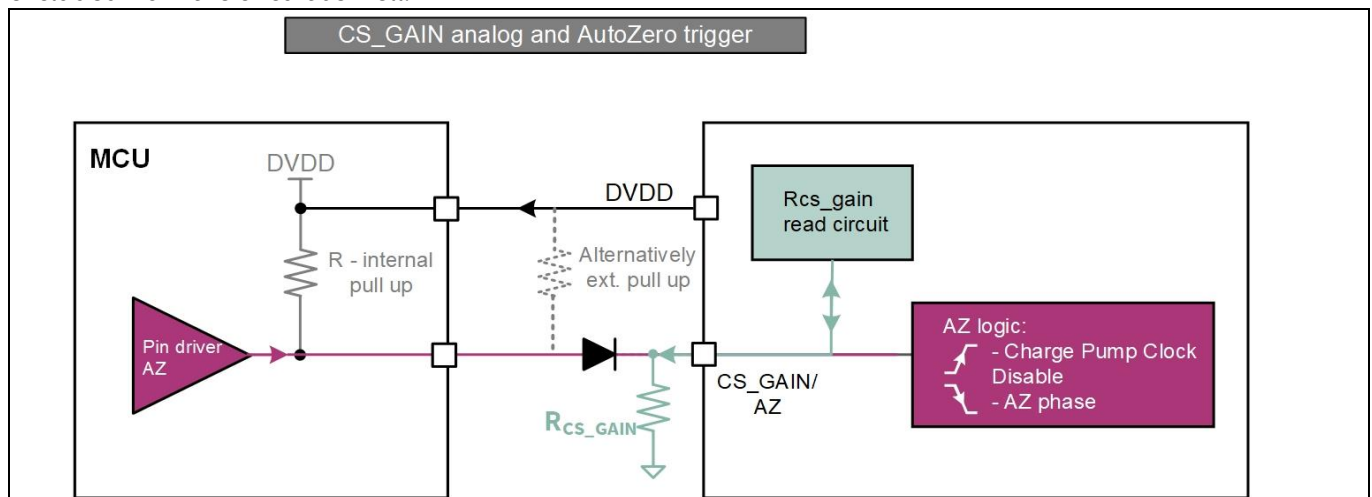 CS_GAIN analog and AutoZero trigger
MCU
DVDD
R - internal
pull up
Pin driver
AZ
DVDD
Alternatively
ext. pull up
RCS_GAIN
CS_GAIN/
AZ
Rcs_gain
read circuit
AZ logic:
- Charge Pump Clock
Disable
- AZ phase